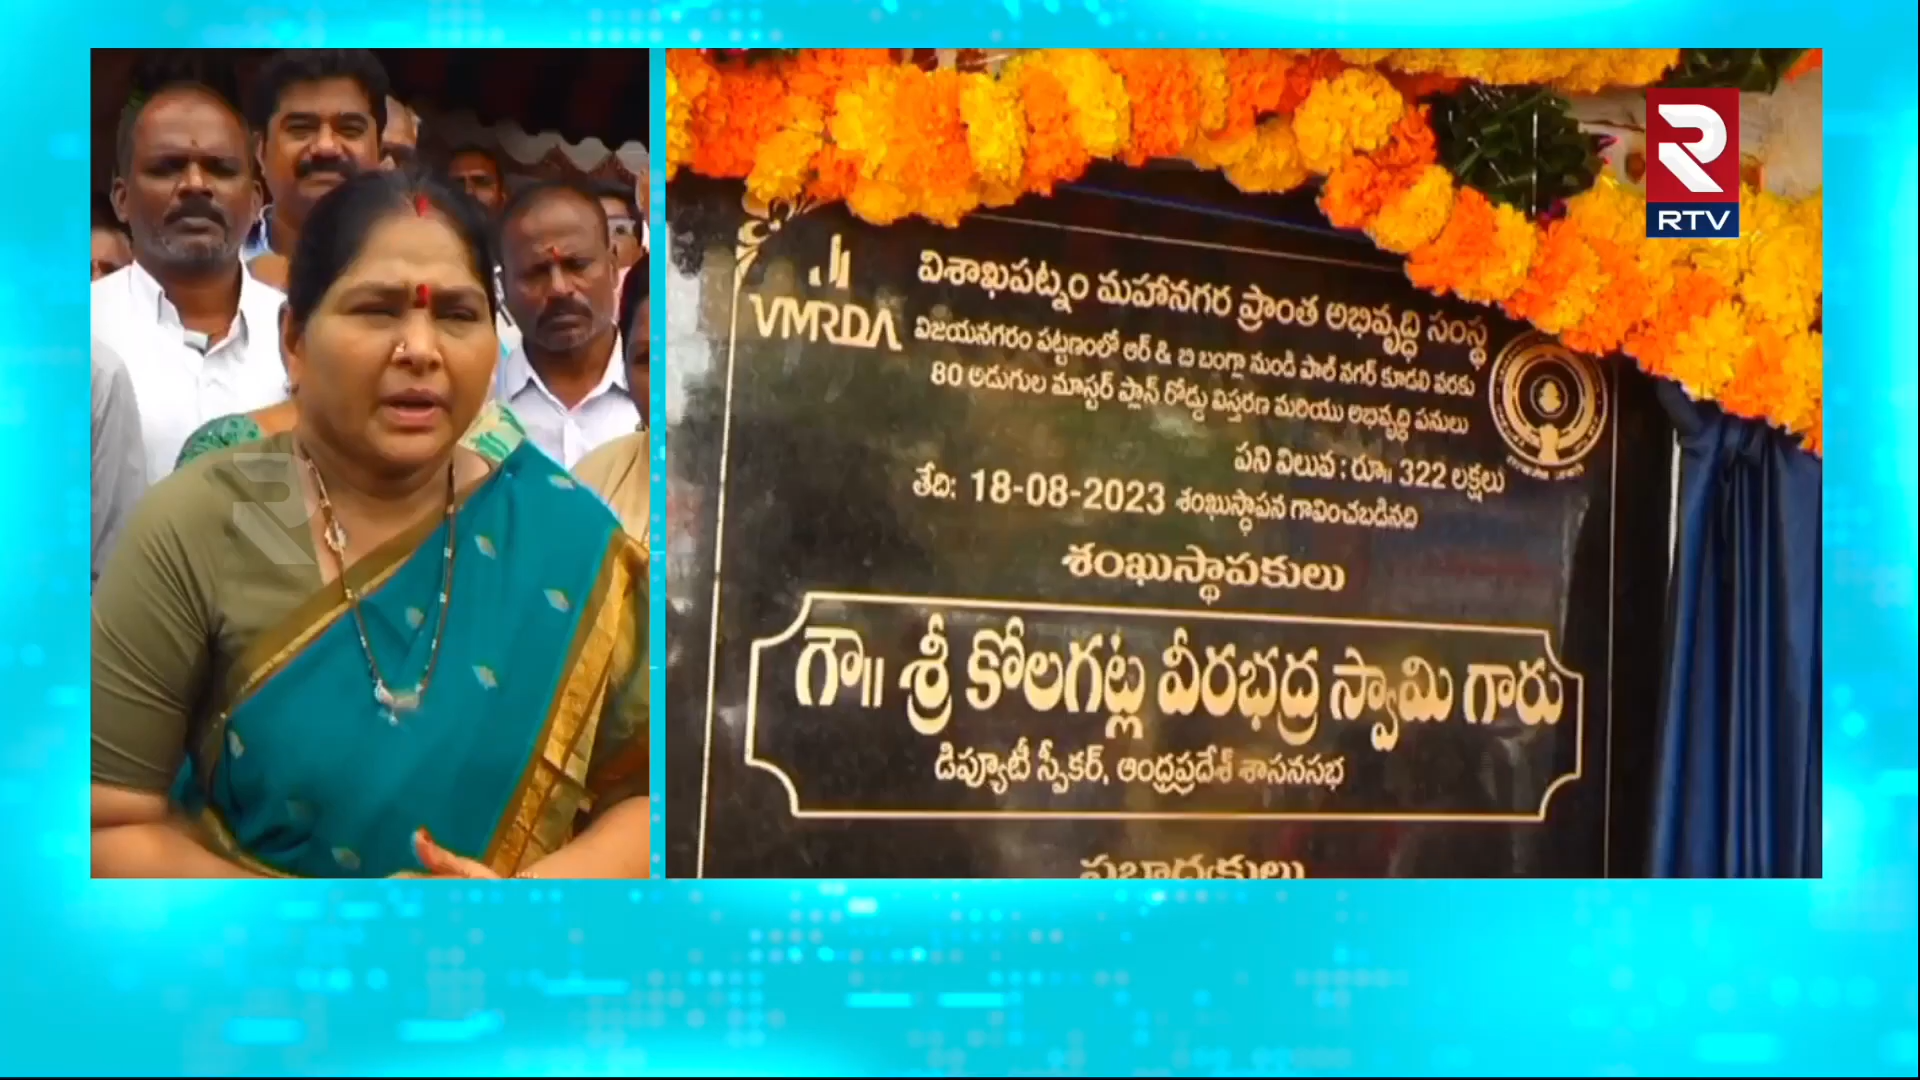 RTV
VMRDA
విశాఖపట్నం మహానగర ప్రాంత అభివృద్ధి సంస్థ
విజయనగరం పట్టణంలో ఆర్ & బి బంగ్లా నుండి పాల్ నగర్ కూడలి వరకు
80 అడుగుల మాస్టర్ ప్లాన్ రోడ్డు విస్తరణ మరియు అభివృద్ధి పనులు
పని విలువ : రూ॥ 322 లక్షలు
తేది: 18-08-2023 శంఖుస్థాపన గావించబడినది
శంఖుస్థాపకులు
గౌ॥ శ్రీ కోలగట్ల వీరభద్ర స్వామి గారు
డిప్యూటీ స్పీకర్, ఆంధ్రప్రదేశ్ శాసనసభ